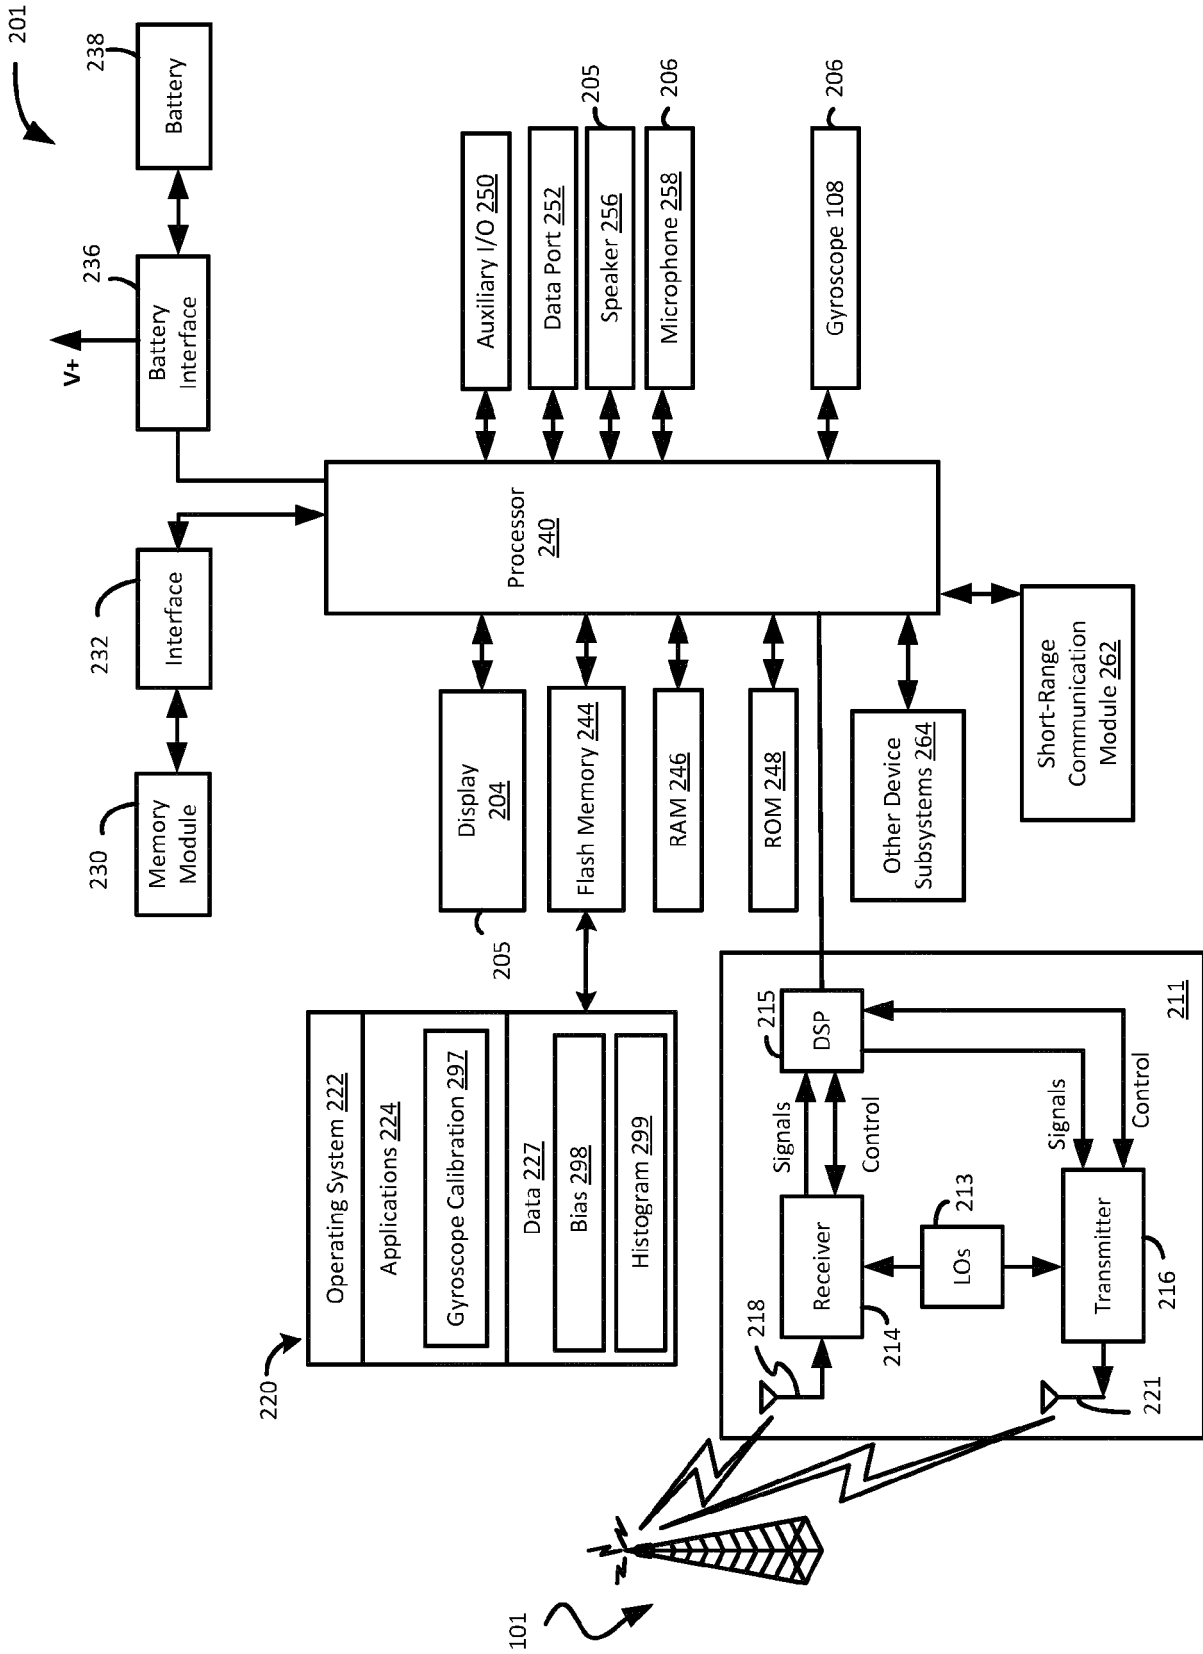 201
238
Battery
236
Battery
Interface
V+
232
Interface
230
Memory
Module
Auxiliary I/O 250
Data Port 252
Speaker 256
205
Microphone 258
206
Gyroscope 108
206
Processor
240
Display
204
205
Flash Memory 244
RAM 246
ROM 248
Other Device
Subsystems 264
Short-Range
Communication
Module 262
220
Operating System 222
Applications 224
Gyroscope Calibration 297
Data 227
Bias 298
Histogram 299
211
215
DSP
Signals
Control
Signals
Control
218
Receiver
214
213
LOs
Transmitter
216
221
101